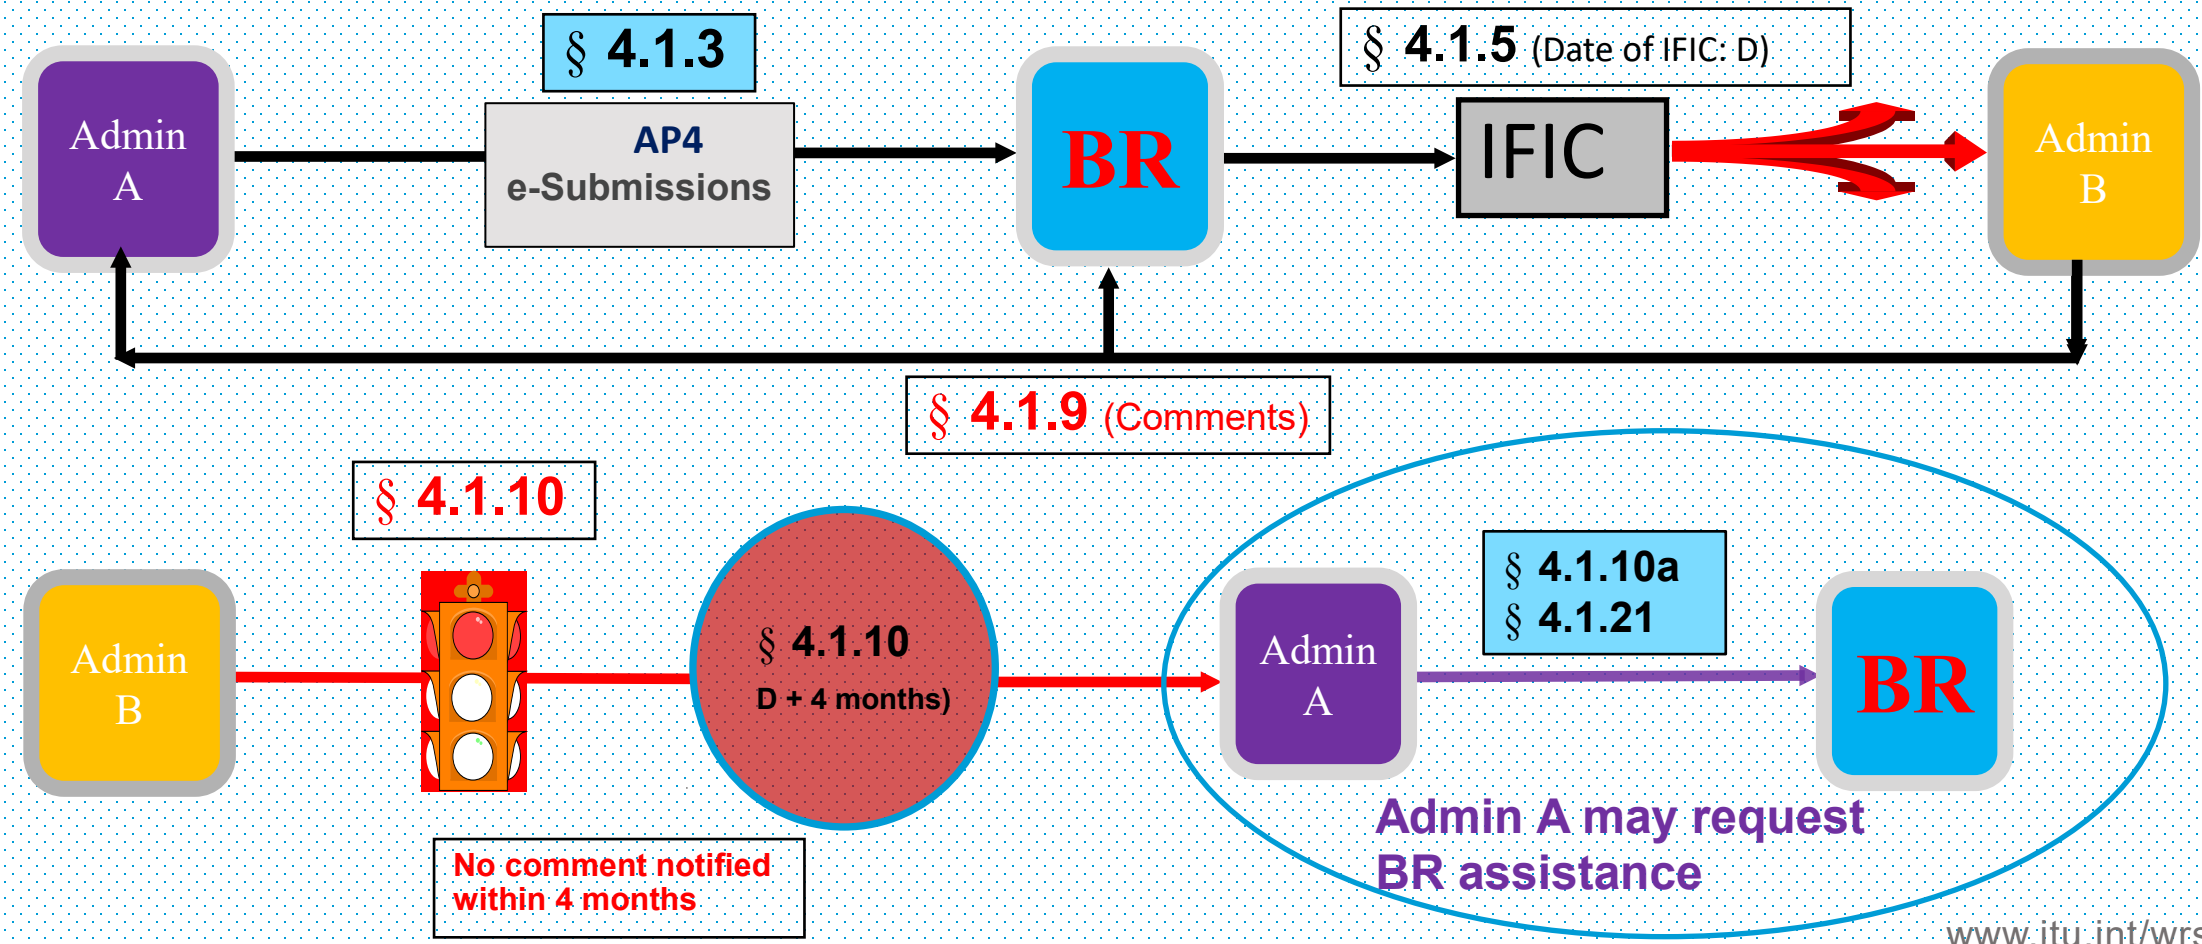 § 4.1.3
§ 4.1.5 (Date of IFIC: D)
Admin
A
AP4
e-Submissions
BR
IFIC
Admin
B
§ 4.1.9 (Comments)
§ 4.1.10
Admin
B
§ 4.1.10
D + 4 months)
No comment notified
within 4 months
Admin
A
§ 4.1.10a
§ 4.1.21
BR
Admin A may request
BR assistance
www.itu.int/wrs